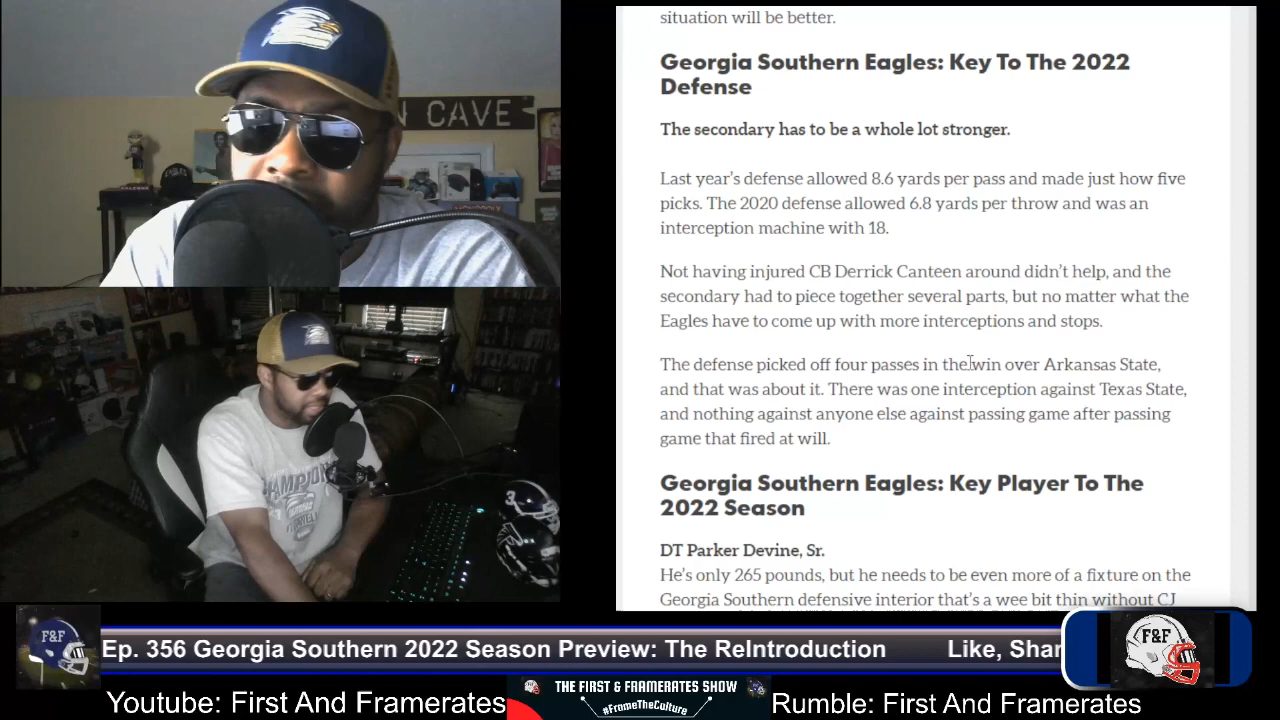 N CAVE
situation will be better.
Georgia Southern Eagles: Key To The 2022
Defense
The secondary has to be a whole lot stronger.
Last year's defense allowed 8.6 yards per pass and made just how five
picks. The 2020 defense allowed 6.8 yards per throw and was an
interception machine with 18.
Not having injured CB Derrick Canteen around didn't help, and the
secondary had to piece together several parts, but no matter what the
Eagles have to come up with more interceptions and stops.
The defense picked off four passes in the win over Arkansas State,
and that was about it. There was one interception against Texas State,
and nothing against anyone else against passing game after passing
game that fired at will.
Georgia Southern Eagles: Key Player To The
2022 Season
DT Parker Devine, Sr.
He's only 265 pounds, but he needs to be even more of a fixture on the
Georgia Southern defensive interior that's a wee bit thin without CJ
3
F&F
Ep. 356 Georgia Southern 2022 Season Preview: The ReIntroduction Like, Shar
F&F
Youtube: First And Framerates
THE FIRST & FRAMERATES SHOW
#FrameTheCulture
Rumble: First And Framerates